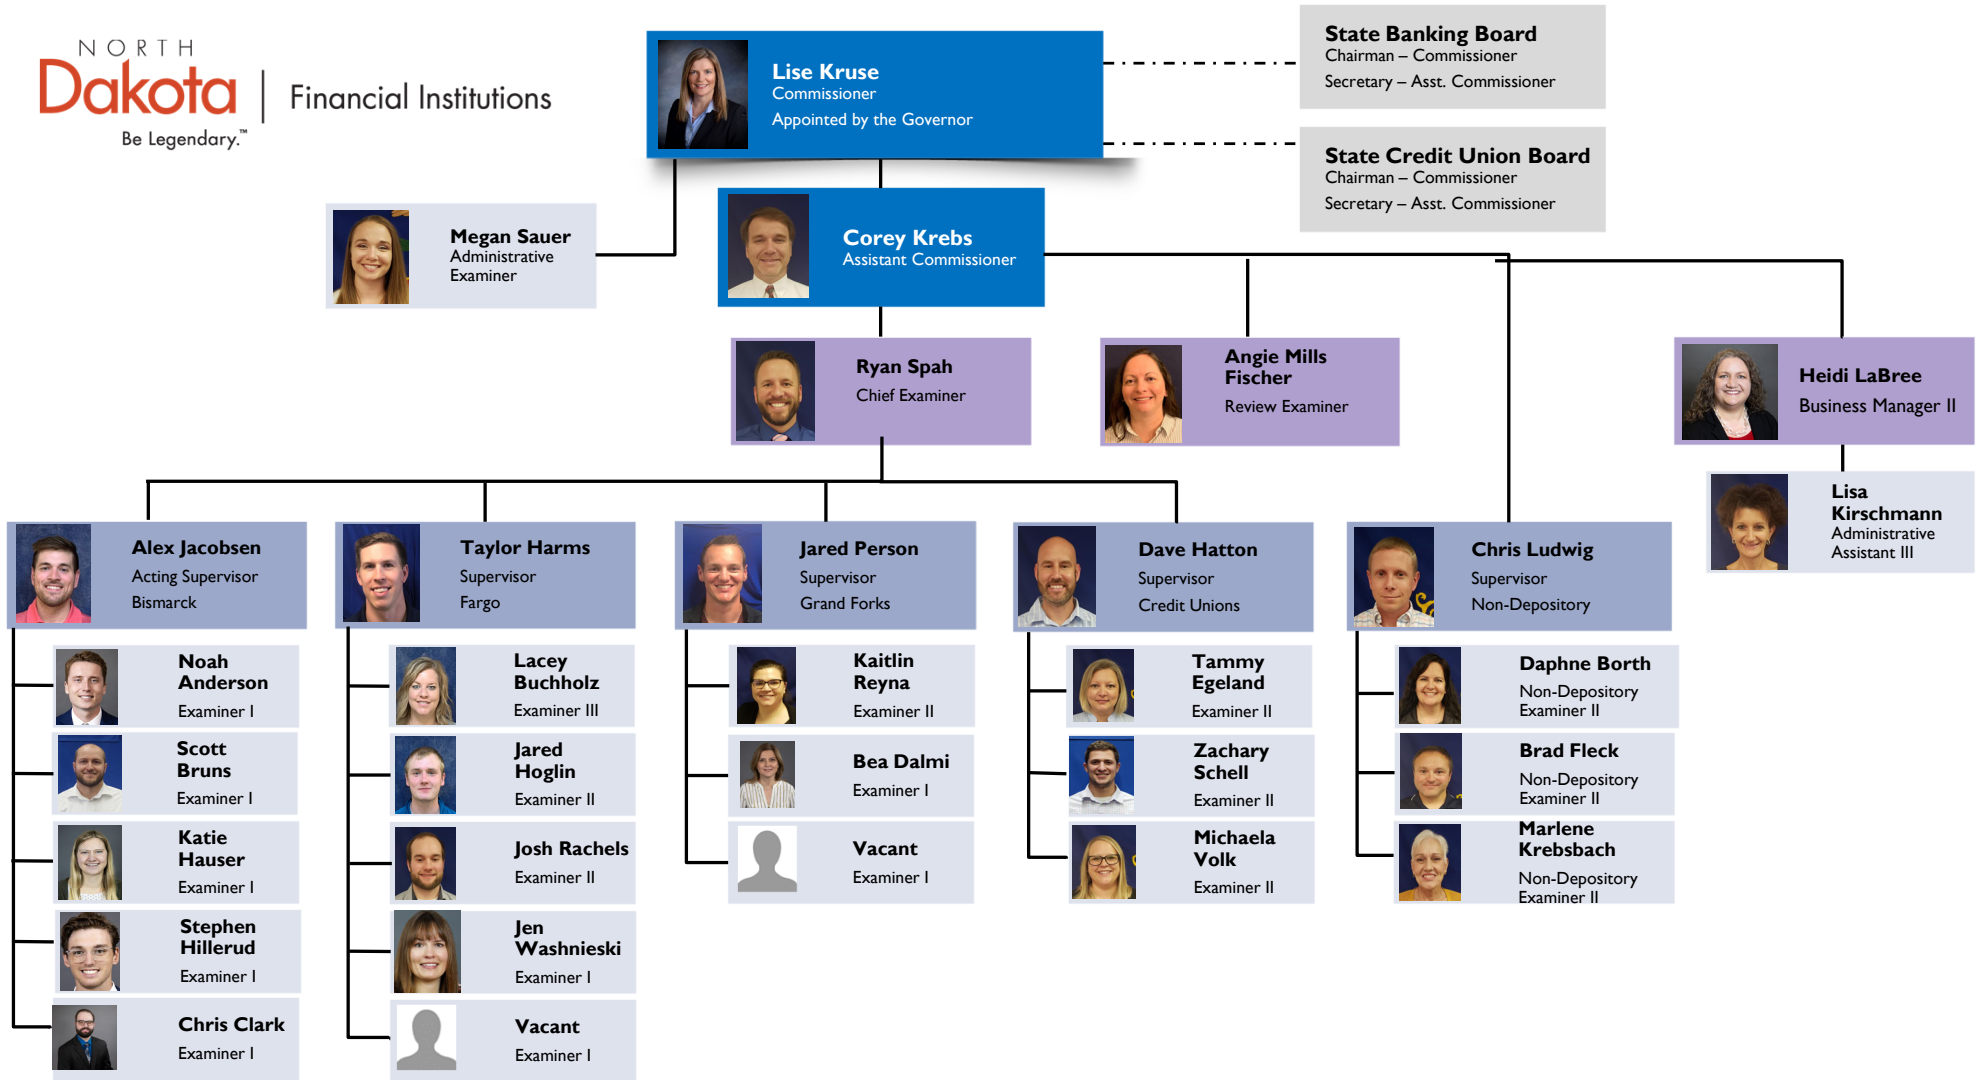 NORTH
Dakota
Be Legendary.™
Financial Institutions
Lise Kruse
Commissioner
Appointed by the Governor
State Banking Board
Chairman – Commissioner
Secretary – Asst. Commissioner
State Credit Union Board
Chairman – Commissioner
Secretary – Asst. Commissioner
Megan Sauer
Administrative
Examiner
Corey Krebs
Assistant Commissioner
Ryan Spah
Chief Examiner
Angie Mills
Fischer
Review Examiner
Heidi LaBree
Business Manager II
Lisa
Kirschmann
Administrative
Assistant III
Alex Jacobsen
Acting Supervisor
Bismarck
Noah
Anderson
Examiner I
Scott
Bruns
Examiner I
Katie
Hauser
Examiner I
Stephen
Hillerud
Examiner I
Chris Clark
Examiner I
Taylor Harms
Supervisor
Fargo
Lacey
Buchholz
Examiner III
Jared
Hoglin
Examiner II
Josh Rachels
Examiner II
Jen
Washnieski
Examiner I
Vacant
Examiner I
Jared Person
Supervisor
Grand Forks
Kaitlin
Reyna
Examiner II
Bea Dalmi
Examiner I
Vacant
Examiner I
Dave Hatton
Supervisor
Credit Unions
Tammy
Egeland
Examiner II
Zachary
Schell
Examiner II
Michaela
Volk
Examiner II
Chris Ludwig
Supervisor
Non-Depository
Daphne Borth
Non-Depository
Examiner II
Brad Fleck
Non-Depository
Examiner II
Marlene
Krebsbach
Non-Depository
Examiner II